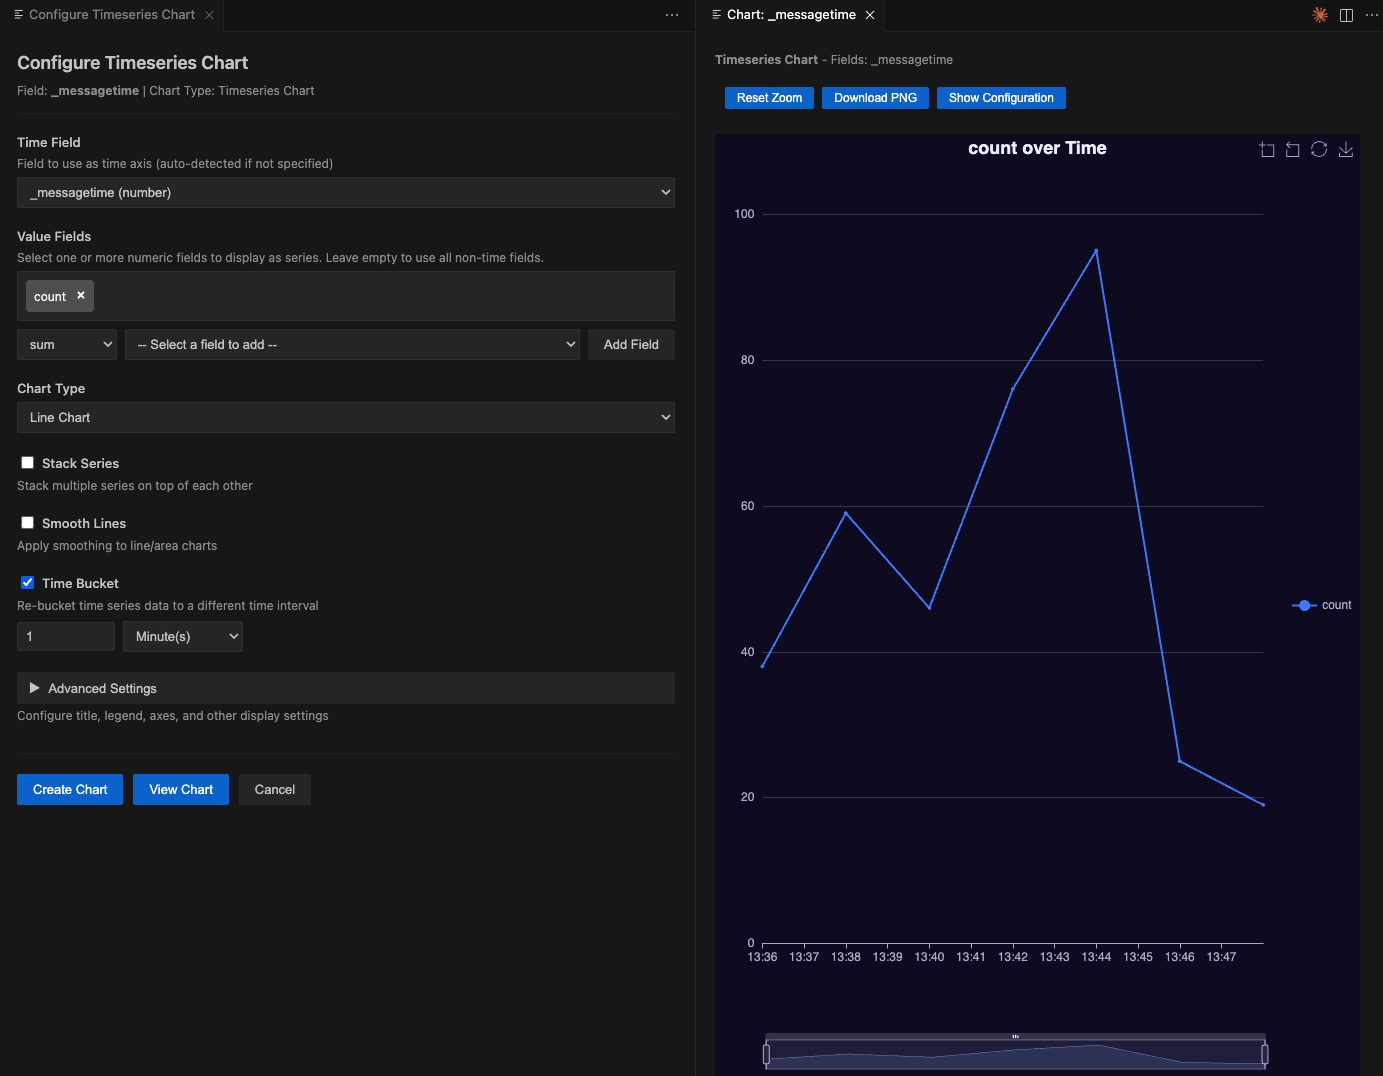 Configure Timeseries Chart
Configure Timeseries Chart
Field: _messagetime | Chart Type: Timeseries Chart
Time Field
Field to use as time axis (auto-detected if not specified)
_messagetime (number)
Value Fields
Select one or more numeric fields to display as series. Leave empty to use all non-time fields.
count ×
sum -- Select a field to add -- Add Field
Chart Type
Line Chart
Stack Series
Stack multiple series on top of each other
Smooth Lines
Apply smoothing to line/area charts
Time Bucket
Re-bucket time series data to a different time interval
1 Minute(s)
Advanced Settings
Configure title, legend, axes, and other display settings
Create Chart View Chart Cancel
Chart: _messagetime
Timeseries Chart - Fields: _messagetime
Reset Zoom Download PNG Show Configuration
count over Time
100
80
60
count
40
20
0
13:36 13:37 13:38 13:39 13:40 13:41 13:42 13:43 13:44 13:45 13:46 13:47